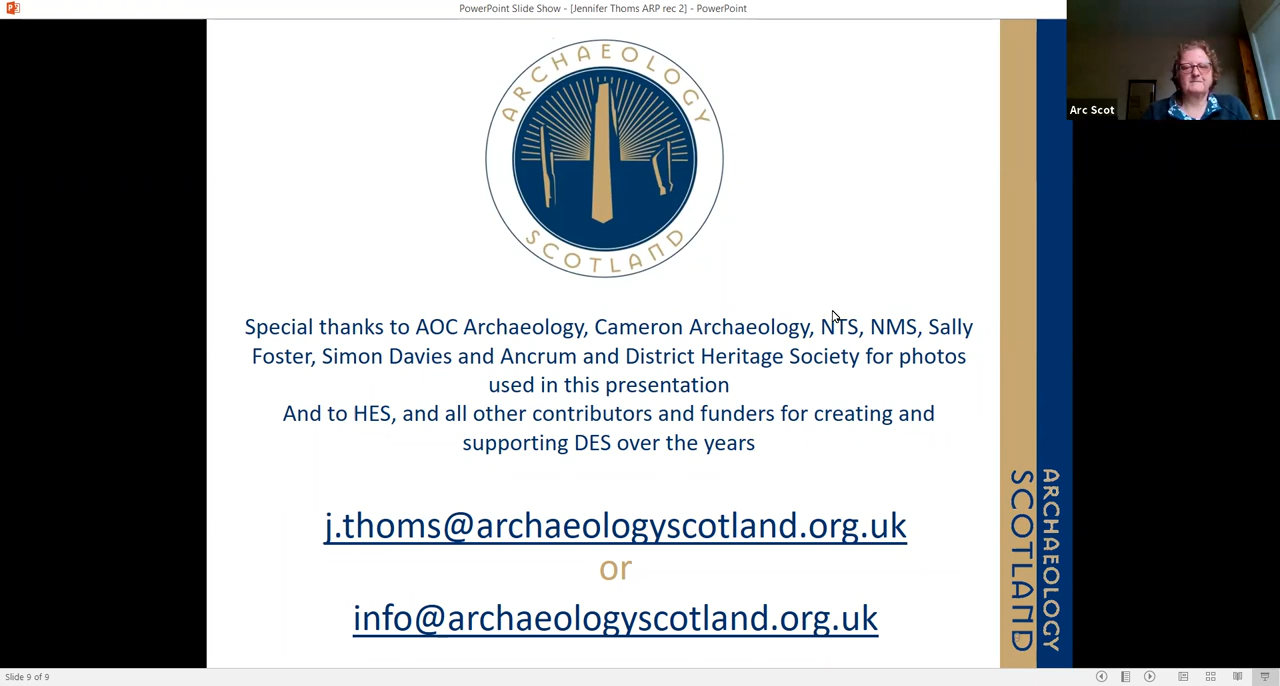 PowerPoint Slide Show - [Jennifer Thoms ARP rec 2] - PowerPoint
Arc Scot
ARCHAEOLOGY
SCOTLAND
Special thanks to AOC Archaeology, Cameron Archaeology, NTS, NMS, Sally
Foster, Simon Davies and Ancrum and District Heritage Society for photos
used in this presentation
And to HES, and all other contributors and funders for creating and
supporting DES over the years
j.thoms@archaeologyscotland.org.uk
or
info@archaeologyscotland.org.uk
ARCHAEOLOGY
SCOTLAND
Slide 9 of 9